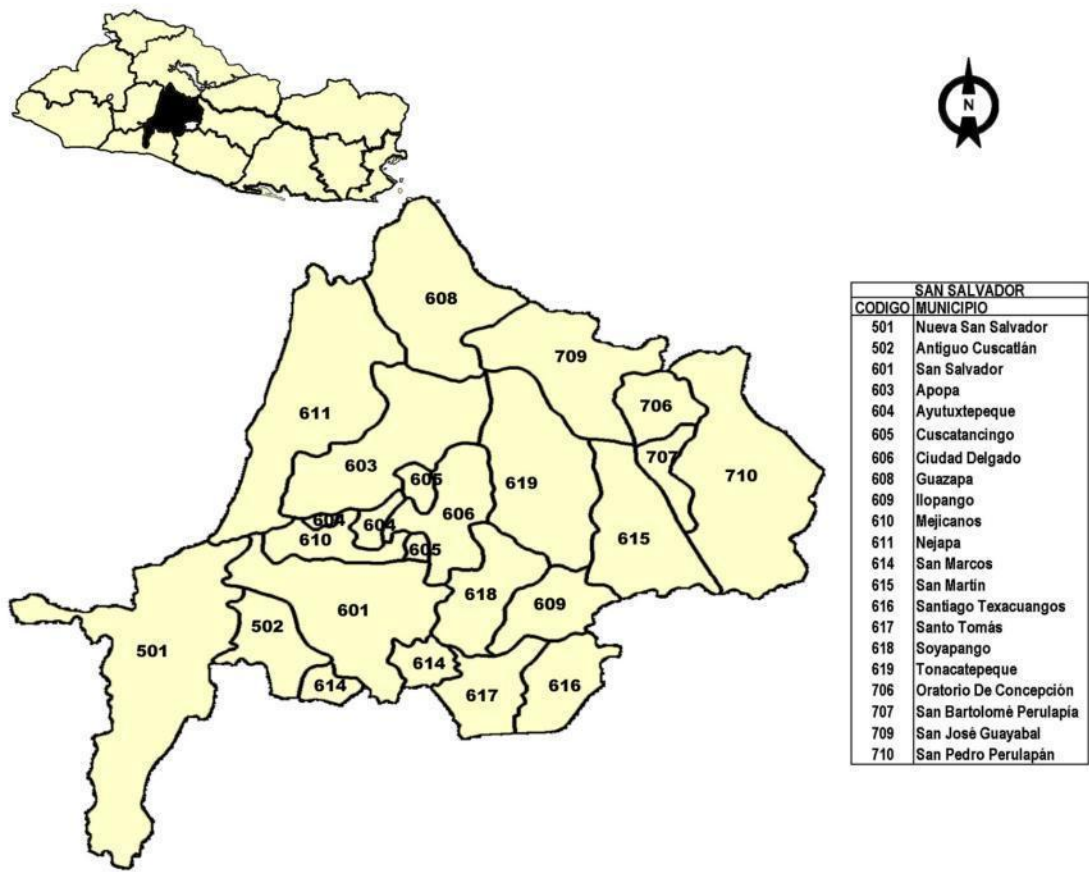 N
608
709
706
611
707
603
605
710
619
606
604
604
610
605
615
601
618
609
502
501
614
614
616
617
SAN SALVADOR
CODIGO MUNICIPIO
501 Nueva San Salvador
502 Antiguo Cuscatlán
601 San Salvador
603 Apopa
604 Ayutuxtepeque
605 Cuscatancingo
606 Ciudad Delgado
608 Guazapa
609 Ilopango
610 Mejicanos
611 Nejapa
614 San Marcos
615 San Martín
616 Santiago Texacuangos
617 Santo Tomás
618 Soyapango
619 Tonacatepeque
706 Oratorio De Concepción
707 San Bartolomé Perulapía
709 San José Guayabal
710 San Pedro Perulapán